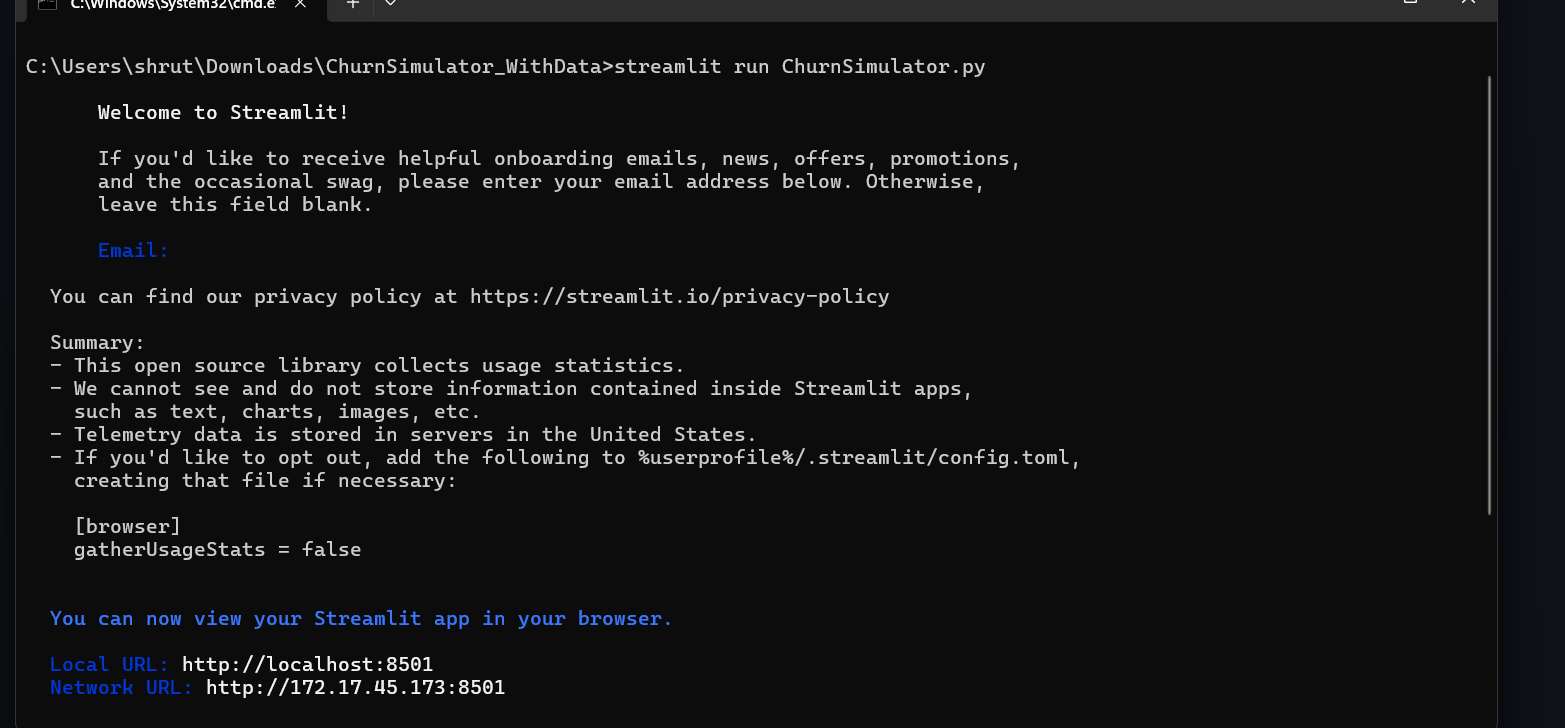 C:\Windows\System32\cmd.e
C:\Users\shrut\Downloads\ChurnSimulator_WithData>streamlit run ChurnSimulator.py
Welcome to Streamlit!
If you'd like to receive helpful onboarding emails, news, offers, promotions,
and the occasional swag, please enter your email address below. Otherwise,
leave this field blank.
Email:
You can find our privacy policy at https://streamlit.io/privacy-policy
Summary:
- This open source library collects usage statistics.
- We cannot see and do not store information contained inside Streamlit apps,
such as text, charts, images, etc.
- Telemetry data is stored in servers in the United States.
- If you'd like to opt out, add the following to %userprofile%/.streamlit/config.toml,
creating that file if necessary:
[browser]
gatherUsageStats = false
You can now view your Streamlit app in your browser.
Local URL: http://localhost:8501
Network URL: http://172.17.45.173:8501